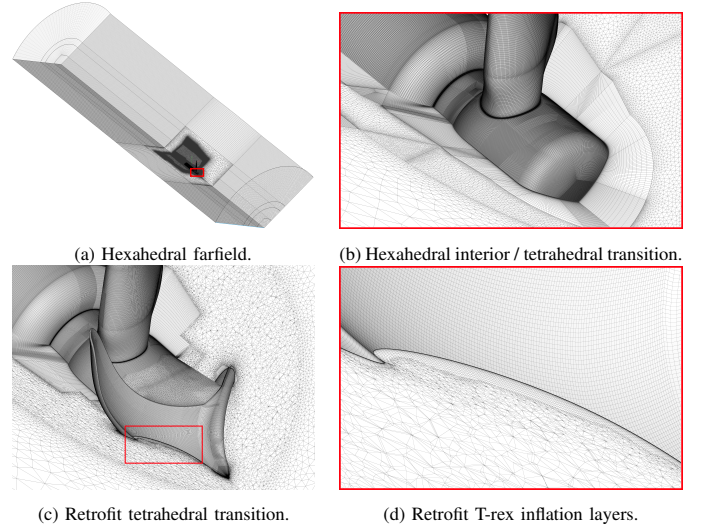 (a) Hexahedral farfield.
(b) Hexahedral interior / tetrahedral transition.
(c) Retrofit tetrahedral transition.
(d) Retrofit T-rex inflation layers.